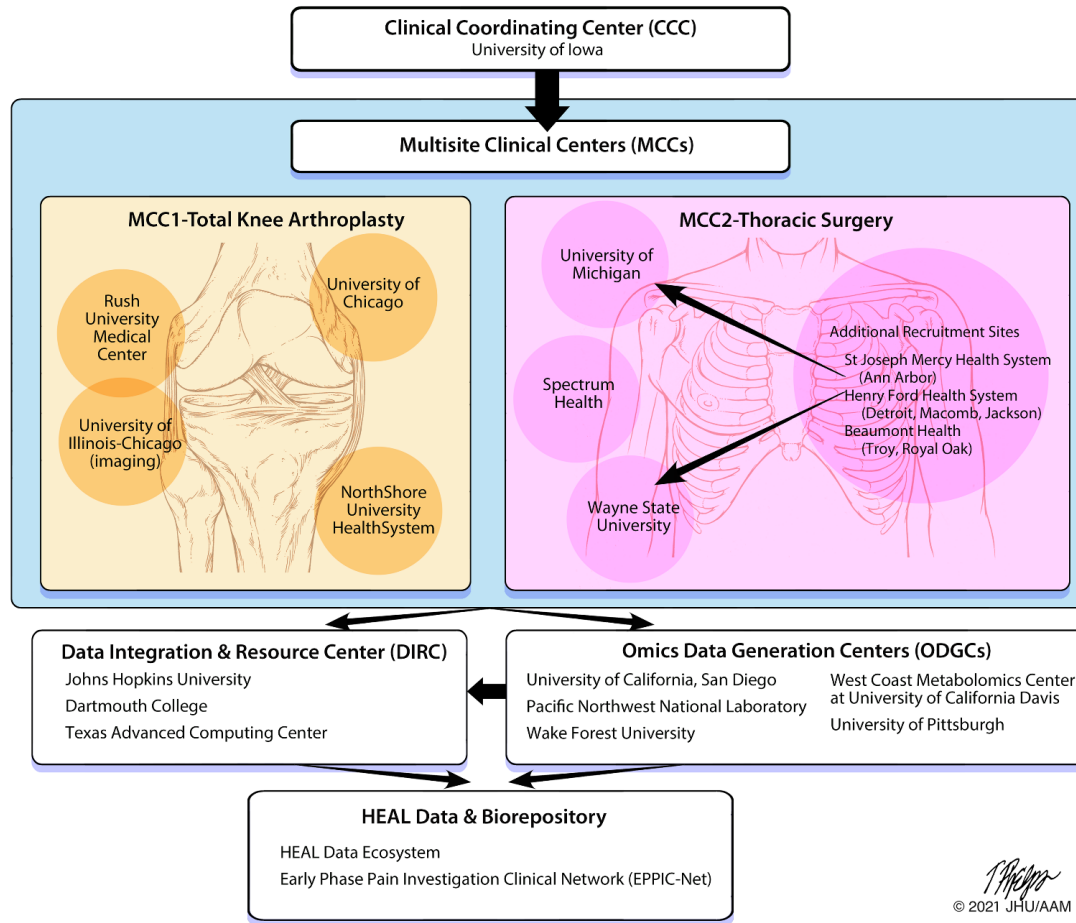 Clinical Coordinating Center (CCC)
University of Iowa
Multisite Clinical Centers (MCCs)
MCC1-Total Knee Arthroplasty
Rush
University
Medical
Center
University of
Chicago
University of
Illinois-Chicago
(imaging)
NorthShore
University
HealthSystem
MCC2-Thoracic Surgery
University of
Michigan
Spectrum
Health
Wayne State
University
Additional Recruitment Sites
St Joseph Mercy Health System
(Ann Arbor)
Henry Ford Health System
(Detroit, Macomb, Jackson)
Beaumont Health
(Troy, Royal Oak)
Data Integration & Resource Center (DIRC)
Johns Hopkins University
Dartmouth College
Texas Advanced Computing Center
Omics Data Generation Centers (ODGCs)
University of California, San Diego
Pacific Northwest National Laboratory
Wake Forest University
West Coast Metabolomics Center
at University of California Davis
University of Pittsburgh
HEAL Data & Biorepository
HEAL Data Ecosystem
Early Phase Pain Investigation Clinical Network (EPPIC-Net)
T Phelps
© 2021 JHU/AAM